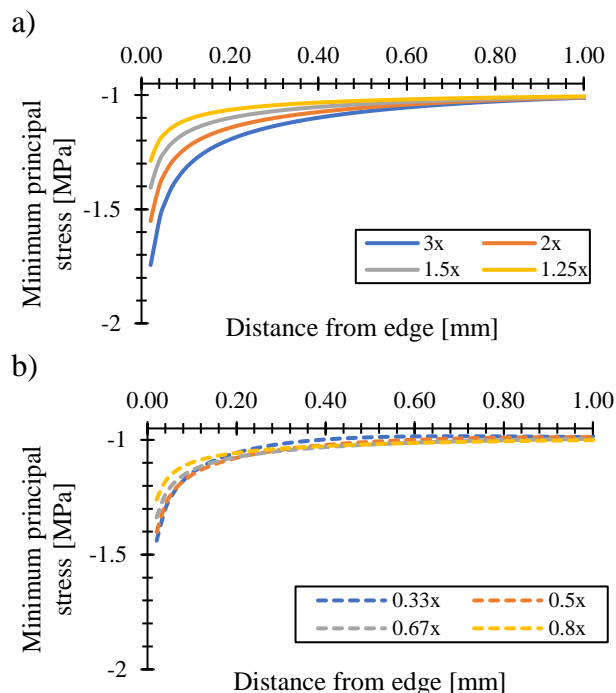 a)
0.00 0.20 0.40 0.60 0.80 1.00
-1
-1.5
-2
Minimum principal
stress [MPa]
3x 2x
1.5x 1.25x
Distance from edge [mm]
b)
0.00 0.20 0.40 0.60 0.80 1.00
-1
-1.5
-2
Minimum principal
stress [MPa]
0.33x 0.5x
0.67x 0.8x
Distance from edge [mm]